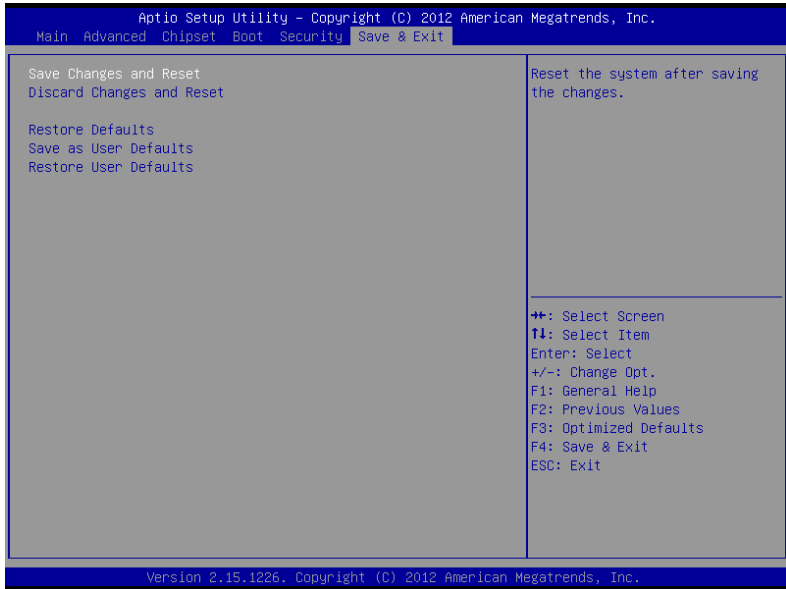 Aptio Setup Utility – Copyright (C) 2012 American Megatrends, Inc.
Main Advanced Chipset Boot Security Save & Exit
Save Changes and Reset
Discard Changes and Reset
Restore Defaults
Save as User Defaults
Restore User Defaults
Reset the system after saving
the changes.
→←: Select Screen
↑↓: Select Item
Enter: Select
+/-: Change Opt.
F1: General Help
F2: Previous Values
F3: Optimized Defaults
F4: Save & Exit
ESC: Exit
Version 2.15.1226. Copyright (C) 2012 American Megatrends, Inc.